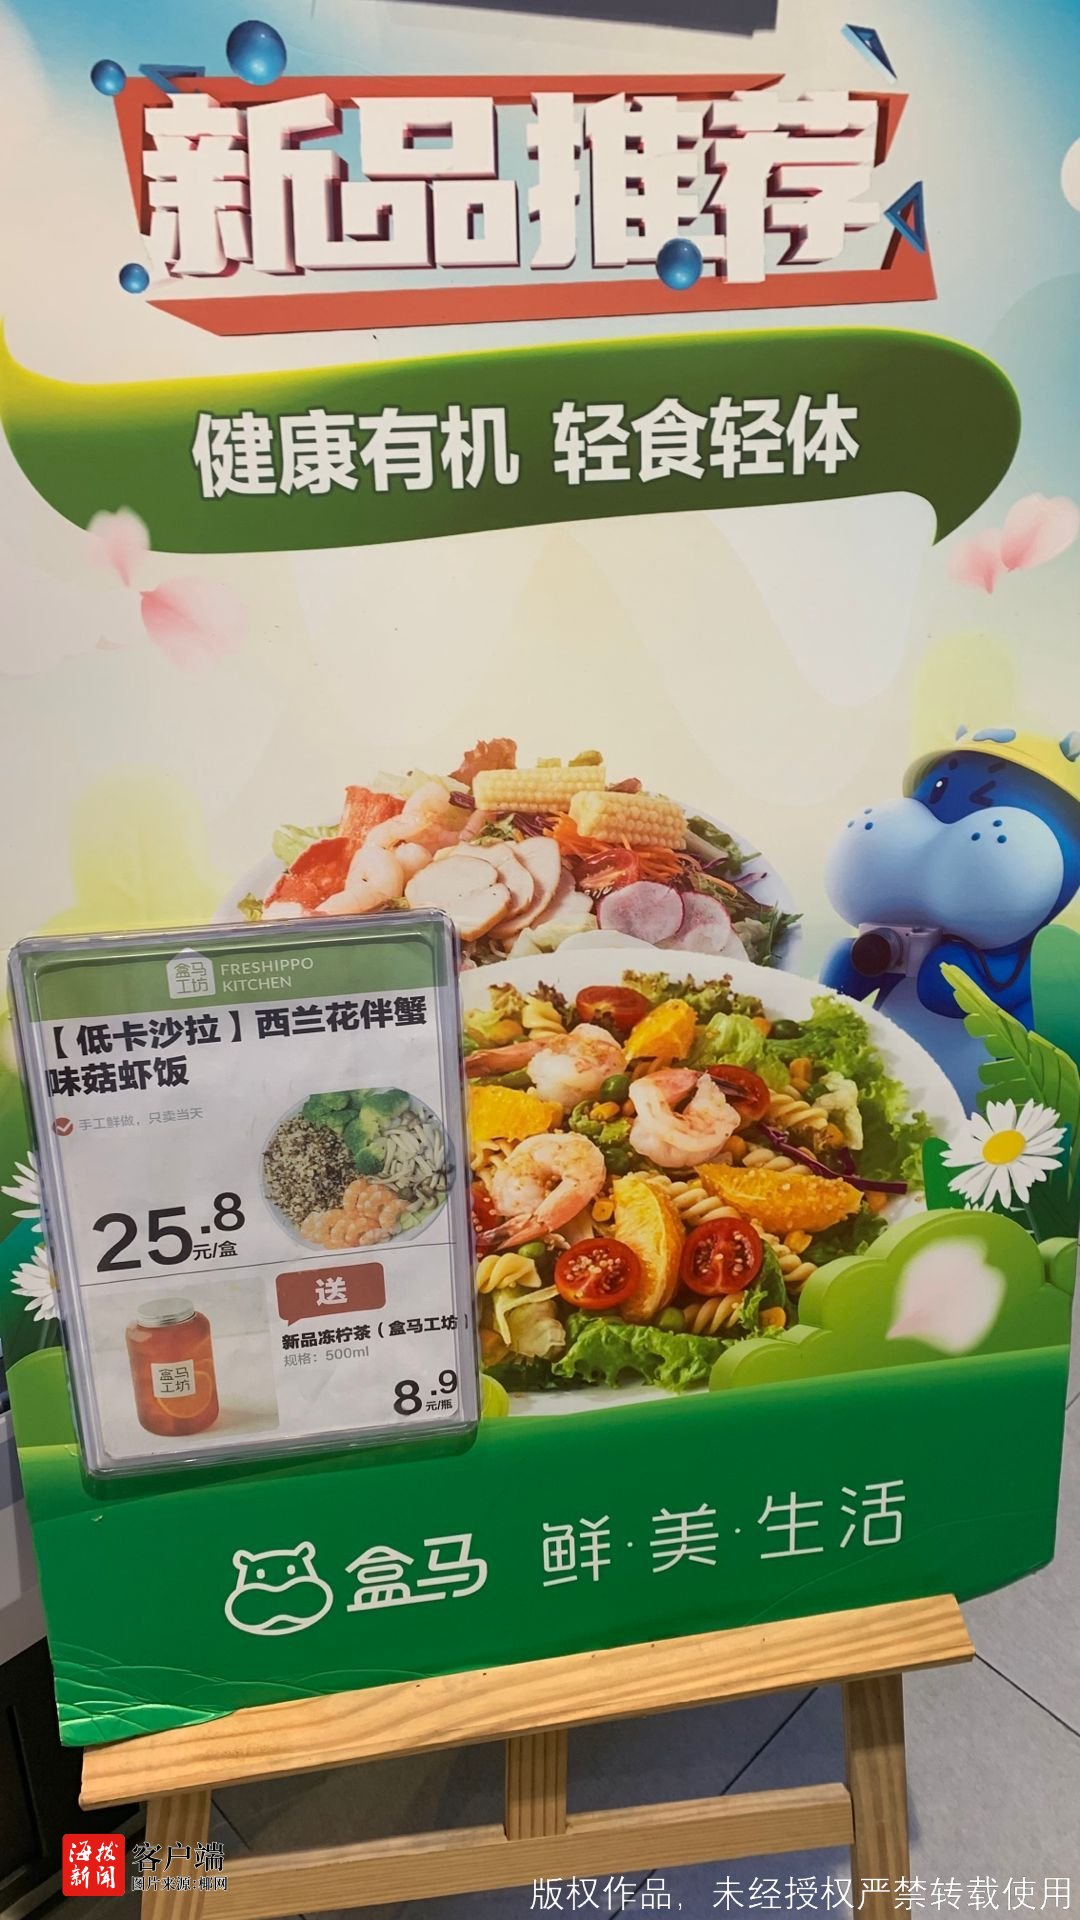 新品推荐
健康有机 轻食轻体
盒马工坊
FRESHIPPO
KITCHEN
【低卡沙拉】西兰花伴蟹
味菇虾饭
手工鲜做，只卖当天
25.8
元/盒
送
新品冻柠茶（盒马工坊）
规格：500ml
8.9
元/瓶
盒马
工坊
盒马 鲜·美·生活
海拔
新闻
客户端
图片来源:椰网
版权作品，未经授权严禁转载使用